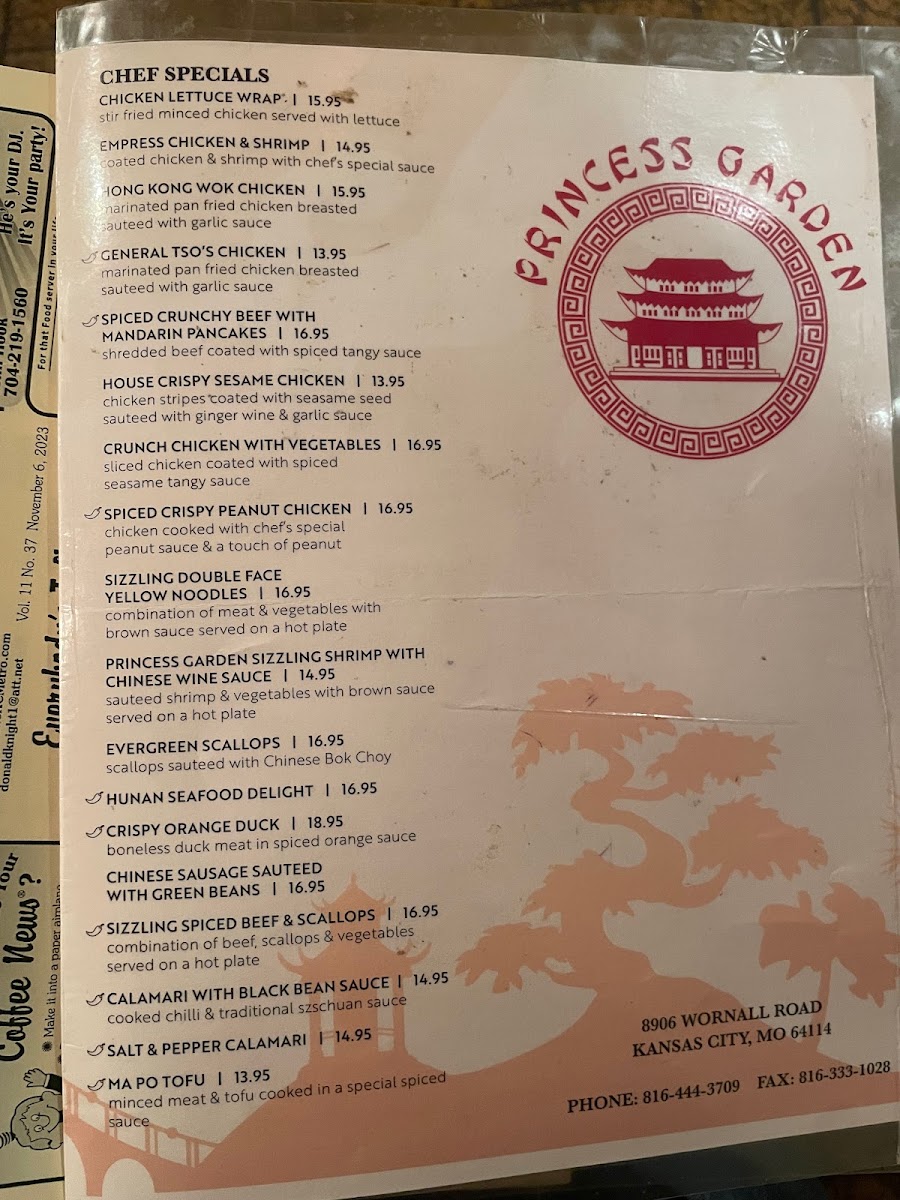 CHEF SPECIALS
CHICKEN LETTUCE WRAP | 15.95
stir fried minced chicken served with lettuce
EMPRESS CHICKEN & SHRIMP | 14.95
coated chicken & shrimp with chef's special sauce
HONG KONG WOK CHICKEN | 15.95
marinated pan fried chicken breasted
sauteed with garlic sauce
GENERAL TSO'S CHICKEN | 13.95
marinated pan fried chicken breasted
sauteed with garlic sauce
SPICED CRUNCHY BEEF WITH
MANDARIN PANCAKES | 16.95
shredded beef coated with spiced tangy sauce
HOUSE CRISPY SESAME CHICKEN | 13.95
chicken stripes coated with seasame seed
sauteed with ginger wine & garlic sauce
CRUNCH CHICKEN WITH VEGETABLES | 16.95
sliced chicken coated with spiced
seasame tangy sauce
SPICED CRISPY PEANUT CHICKEN | 16.95
chicken cooked with chef's special
peanut sauce & a touch of peanut
SIZZLING DOUBLE FACE
YELLOW NOODLES | 16.95
combination of meat & vegetables with
brown sauce served on a hot plate
PRINCESS GARDEN SIZZLING SHRIMP WITH
CHINESE WINE SAUCE | 14.95
sauteed shrimp & vegetables with brown sauce
served on a hot plate
EVERGREEN SCALLOPS | 16.95
scallops sauteed with Chinese Bok Choy
HUNAN SEAFOOD DELIGHT | 16.95
CRISPY ORANGE DUCK | 18.95
boneless duck meat in spiced orange sauce
CHINESE SAUSAGE SAUTEED
WITH GREEN BEANS | 16.95
SIZZLING SPICED BEEF & SCALLOPS | 16.95
combination of beef, scallops & vegetables
served on a hot plate
CALAMARI WITH BLACK BEAN SAUCE | 14.95
cooked chilli & traditional szschuan sauce
SALT & PEPPER CALAMARI | 14.95
MA PO TOFU | 13.95
minced meat & tofu cooked in a special spiced
sauce
PRINCESS GARDEN
8906 WORNALL ROAD
KANSAS CITY, MO 64114
PHONE: 816-444-3709 FAX: 816-333-1028
He's your DJ.
It's Your party!
For that Food server in your
704-219-1560
Vol. 11 No. 37 November 6, 2023
donaldknight1@att.net
Your
Coffee News®?
Make it into a paper airplane